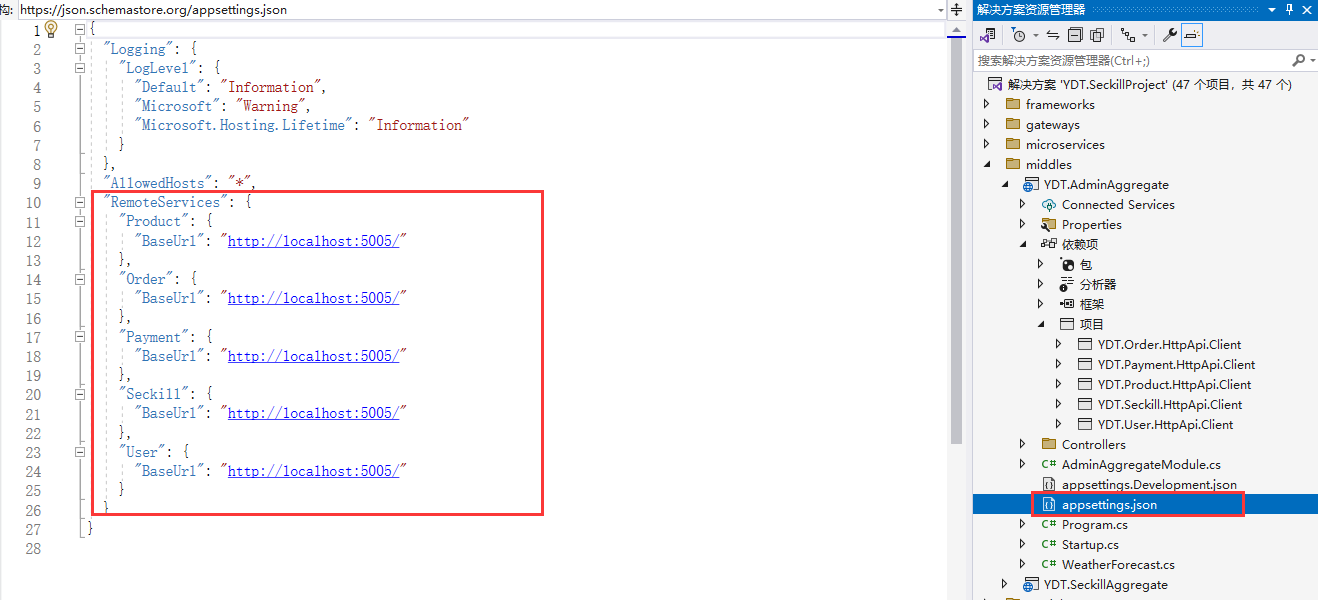 构: https://json.schemastore.org/appsettings.json
1 {
2 "Logging": {
3 "LogLevel": {
4 "Default": "Information",
5 "Microsoft": "Warning",
6 "Microsoft.Hosting.Lifetime": "Information"
7 }
8 },
9 "AllowedHosts": "*",
10 "RemoteServices": {
11 "Product": {
12 "BaseUrl": "http://localhost:5005/"
13 },
14 "Order": {
15 "BaseUrl": "http://localhost:5005/"
16 },
17 "Payment": {
18 "BaseUrl": "http://localhost:5005/"
19 },
20 "Seckill": {
21 "BaseUrl": "http://localhost:5005/"
22 },
23 "User": {
24 "BaseUrl": "http://localhost:5005/"
25 }
26 }
27 }
28
解决方案资源管理器
搜索解决方案资源管理器(Ctrl+;)
解决方案 'YDT.SeckillProject' (47 个项目，共 47 个)
frameworks
gateways
microservices
middles
YDT.AdminAggregate
Connected Services
Properties
依赖项
包
分析器
框架
项目
YDT.Order.HttpApi.Client
YDT.Payment.HttpApi.Client
YDT.Product.HttpApi.Client
YDT.Seckill.HttpApi.Client
YDT.User.HttpApi.Client
Controllers
C# AdminAggregateModule.cs
appsettings.Development.json
appsettings.json
C# Program.cs
C# Startup.cs
C# WeatherForecast.cs
YDT.SeckillAggregate